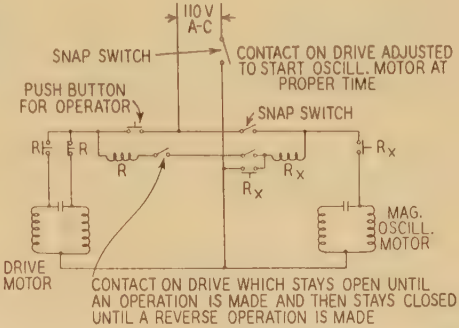 110 V
A-C
SNAP SWITCH
CONTACT ON DRIVE ADJUSTED
TO START OSCILL. MOTOR AT
PROPER TIME
PUSH BUTTON
FOR OPERATOR
SNAP SWITCH
R
R
R
RX
RX
RX
DRIVE
MOTOR
MAG.
OSCILL.
MOTOR
CONTACT ON DRIVE WHICH STAYS OPEN UNTIL
AN OPERATION IS MADE AND THEN STAYS CLOSED
UNTIL A REVERSE OPERATION IS MADE